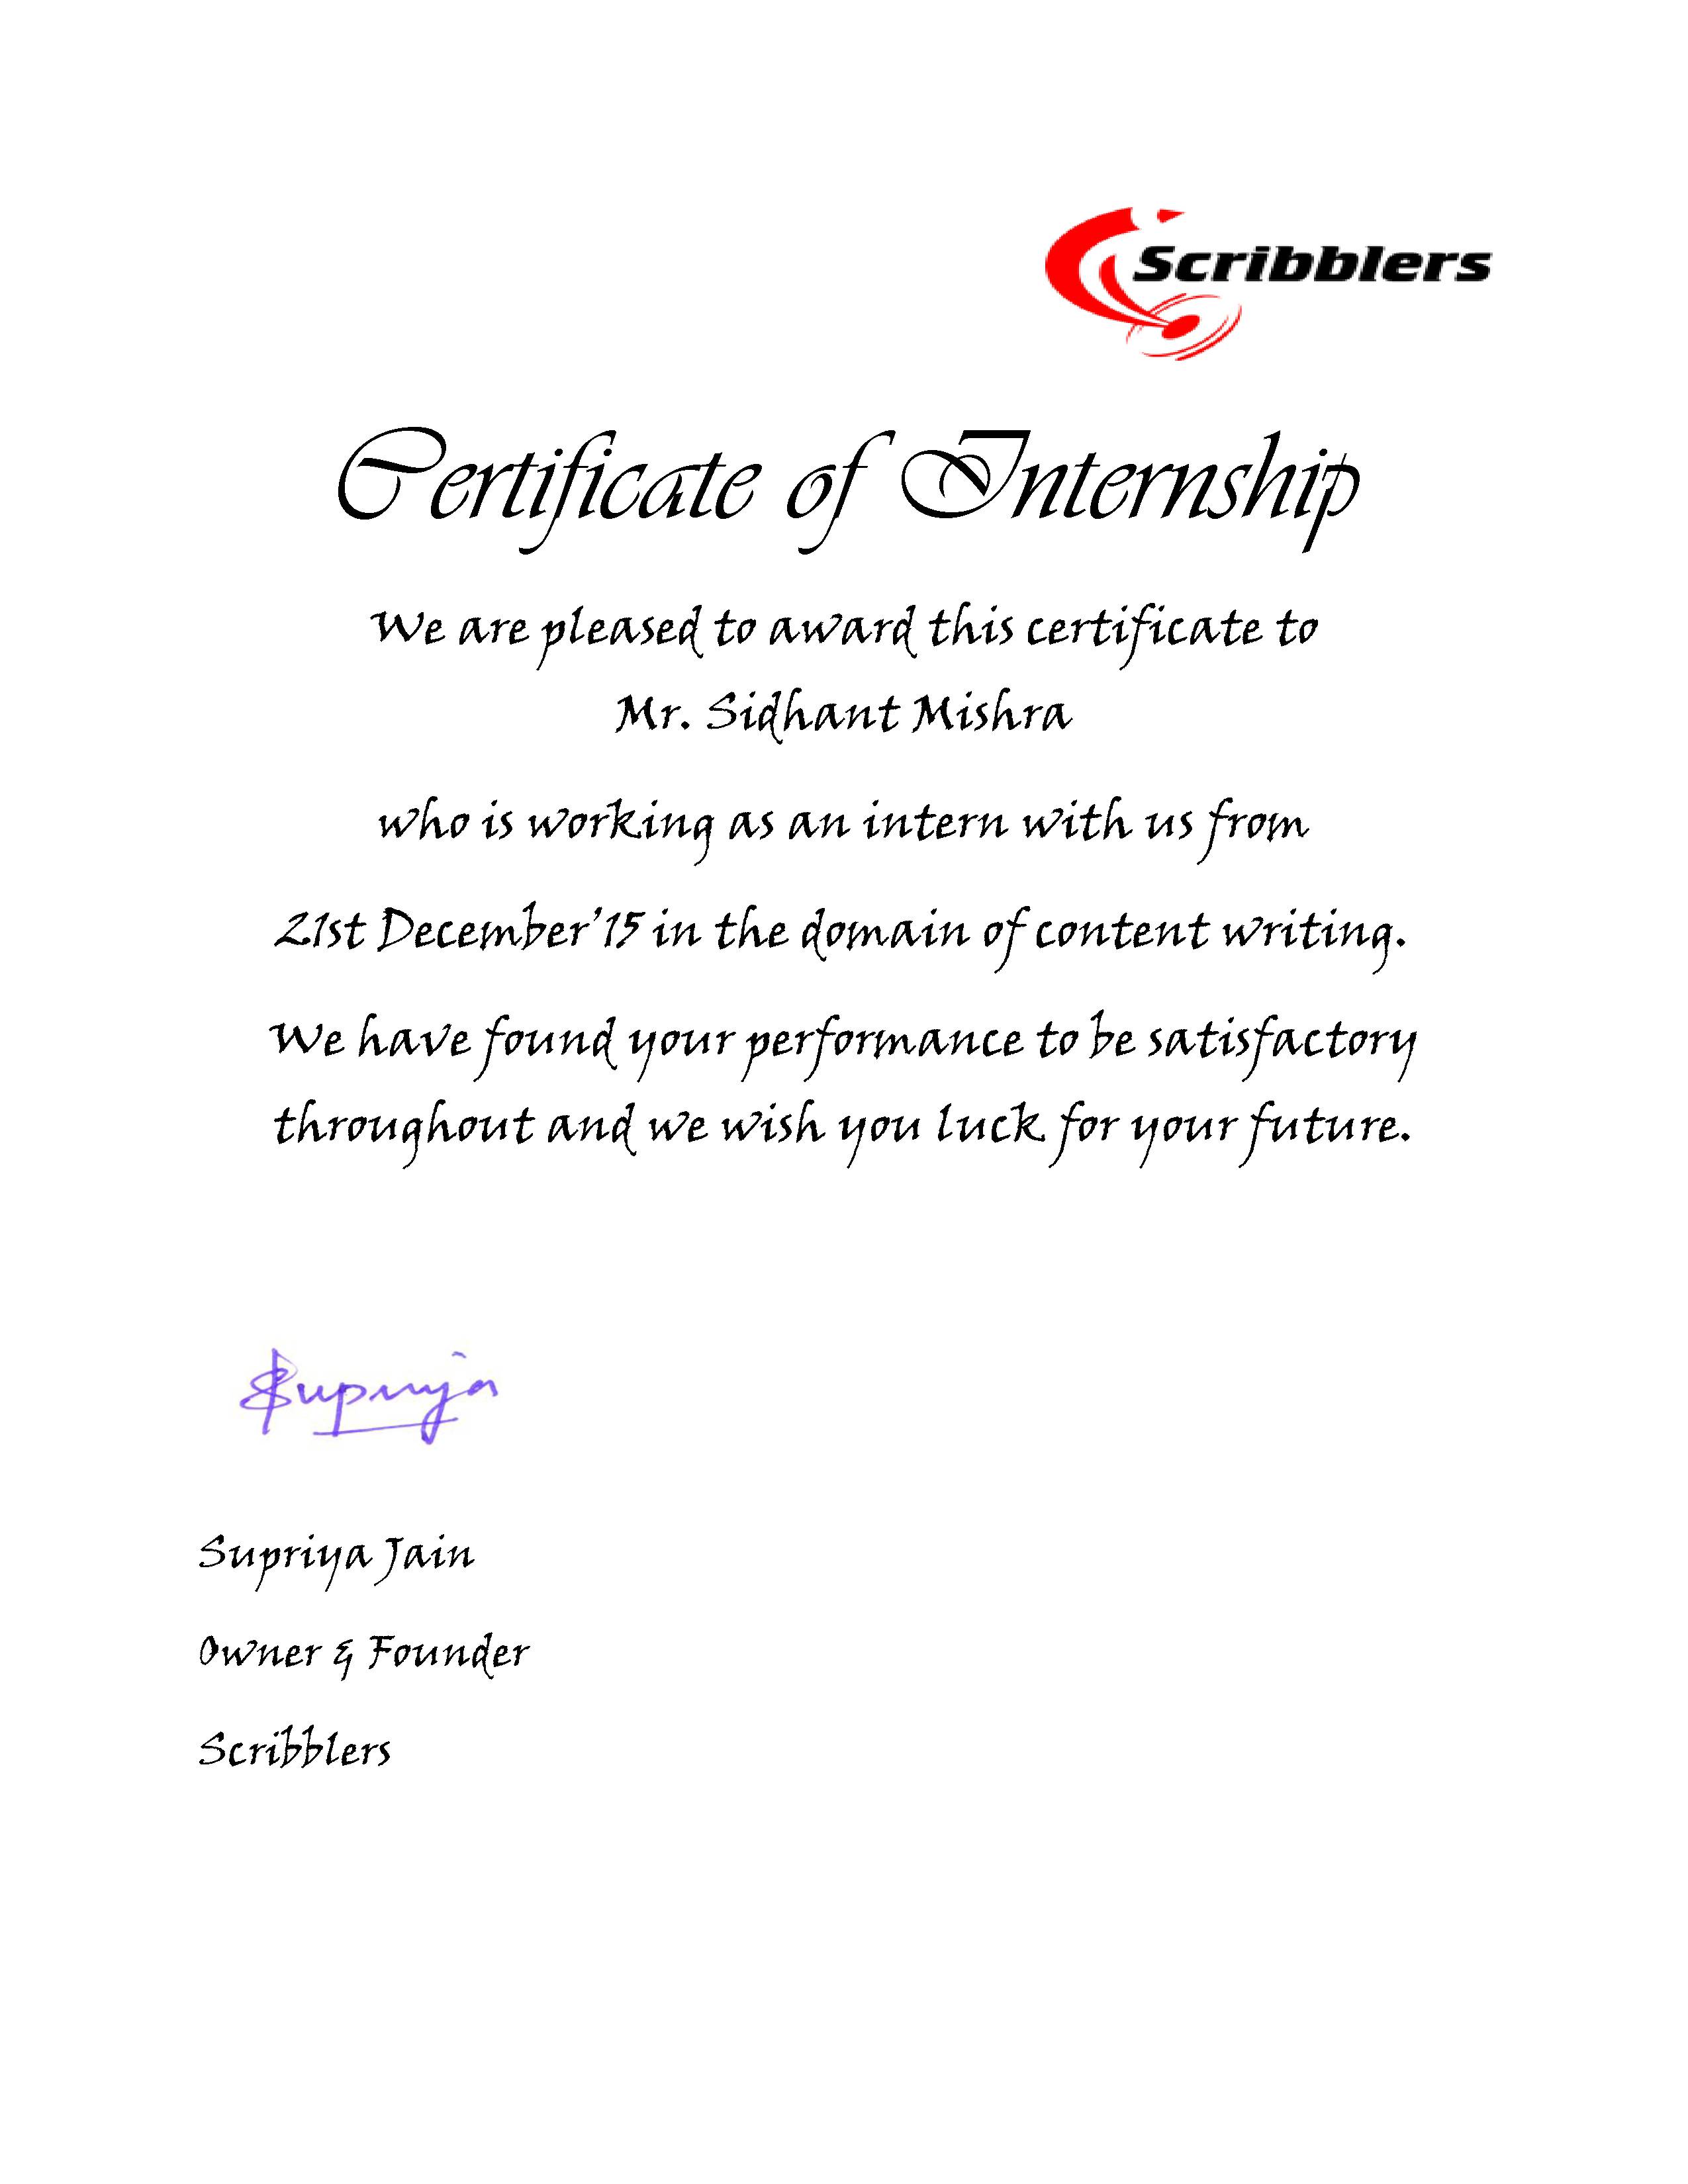 Scribblers
Certificate of Internship
We are pleased to award this certificate to
Mr. Sidhant Mishra
who is working as an intern with us from
21st December'15 in the domain of content writing.
We have found your performance to be satisfactory
throughout and we wish you luck for your future.
Supriya
Supriya Jain
Owner & Founder
Scribblers